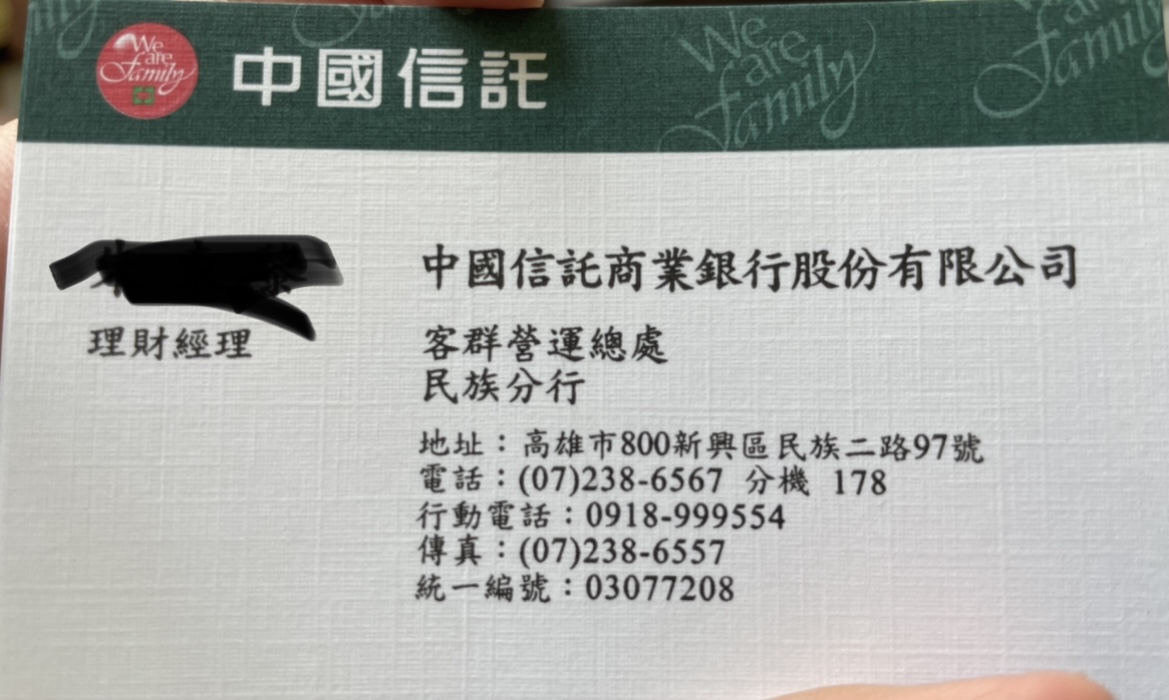 We are Family
中國信託
We are Family
Family
中國信託商業銀行股份有限公司
理財經理
客群營運總處
民族分行
地址：高雄市800新興區民族二路97號
電話：(07)238-6567 分機 178
行動電話：0918-999554
傳真：(07)238-6557
統一編號：03077208